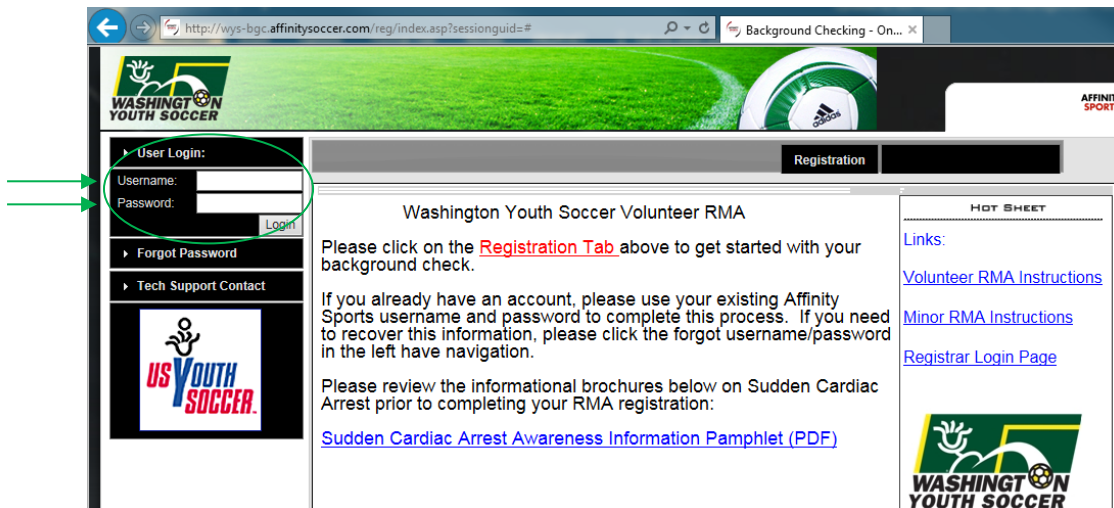 http://wys-bgc.affinitysoccer.com/reg/index.asp?sessionguid=#
Background Checking - On...
WASHINGTON
YOUTH SOCCER
adidas
AFFINIT
SPORT
User Login:
Username:
Password:
Login
Forgot Password
Tech Support Contact
US YOUTH
SOCCER.
Registration
Washington Youth Soccer Volunteer RMA
Please click on the Registration Tab above to get started with your
background check.
If you already have an account, please use your existing Affinity
Sports username and password to complete this process. If you need
to recover this information, please click the forgot username/password
in the left have navigation.
Please review the informational brochures below on Sudden Cardiac
Arrest prior to completing your RMA registration:
Sudden Cardiac Arrest Awareness Information Pamphlet (PDF)
HOT SHEET
Links:
Volunteer RMA Instructions
Minor RMA Instructions
Registrar Login Page
WASHINGTON
YOUTH SOCCER